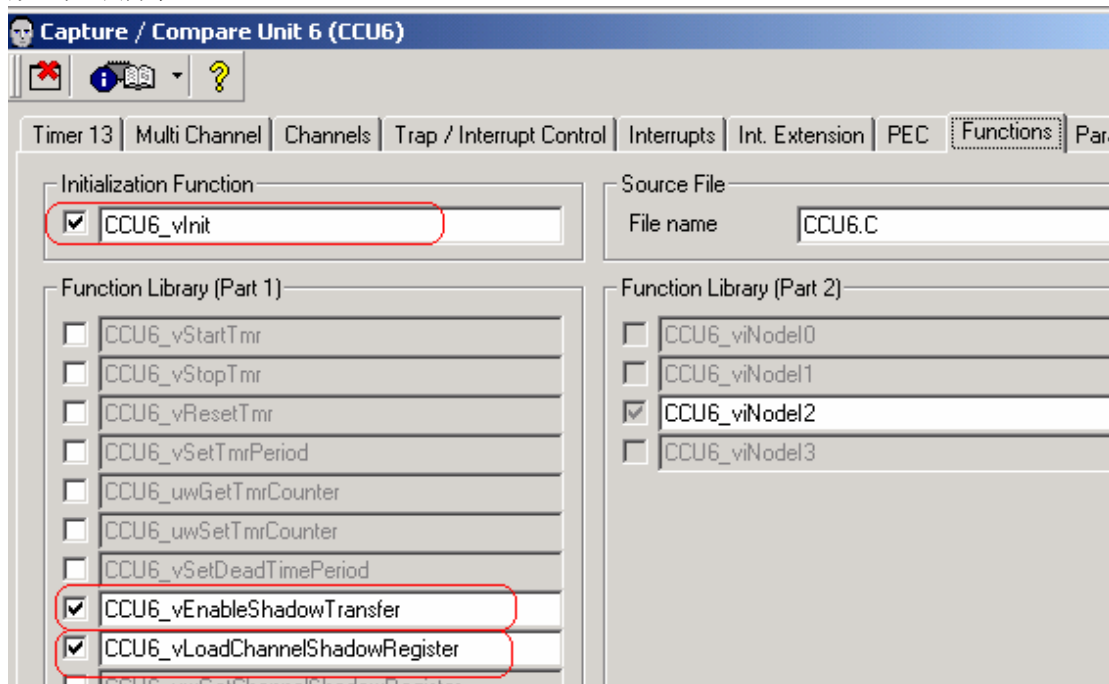 Capture / Compare Unit 6 (CCU6)
Timer 13 Multi Channel Channels Trap / Interrupt Control Interrupts Int. Extension PEC Functions Par
Initialization Function
CCU6_vInit
Source File
File name CCU6.C
Function Library (Part 1)
CCU6_vStartTmr
CCU6_vStopTmr
CCU6_vResetTmr
CCU6_vSetTmrPeriod
CCU6_uwGetTmrCounter
CCU6_uwSetTmrCounter
CCU6_vSetDeadTimePeriod
CCU6_vEnableShadowTransfer
CCU6_vLoadChannelShadowRegister
Function Library (Part 2)
CCU6_viNodeI0
CCU6_viNodeI1
CCU6_viNodeI2
CCU6_viNodeI3